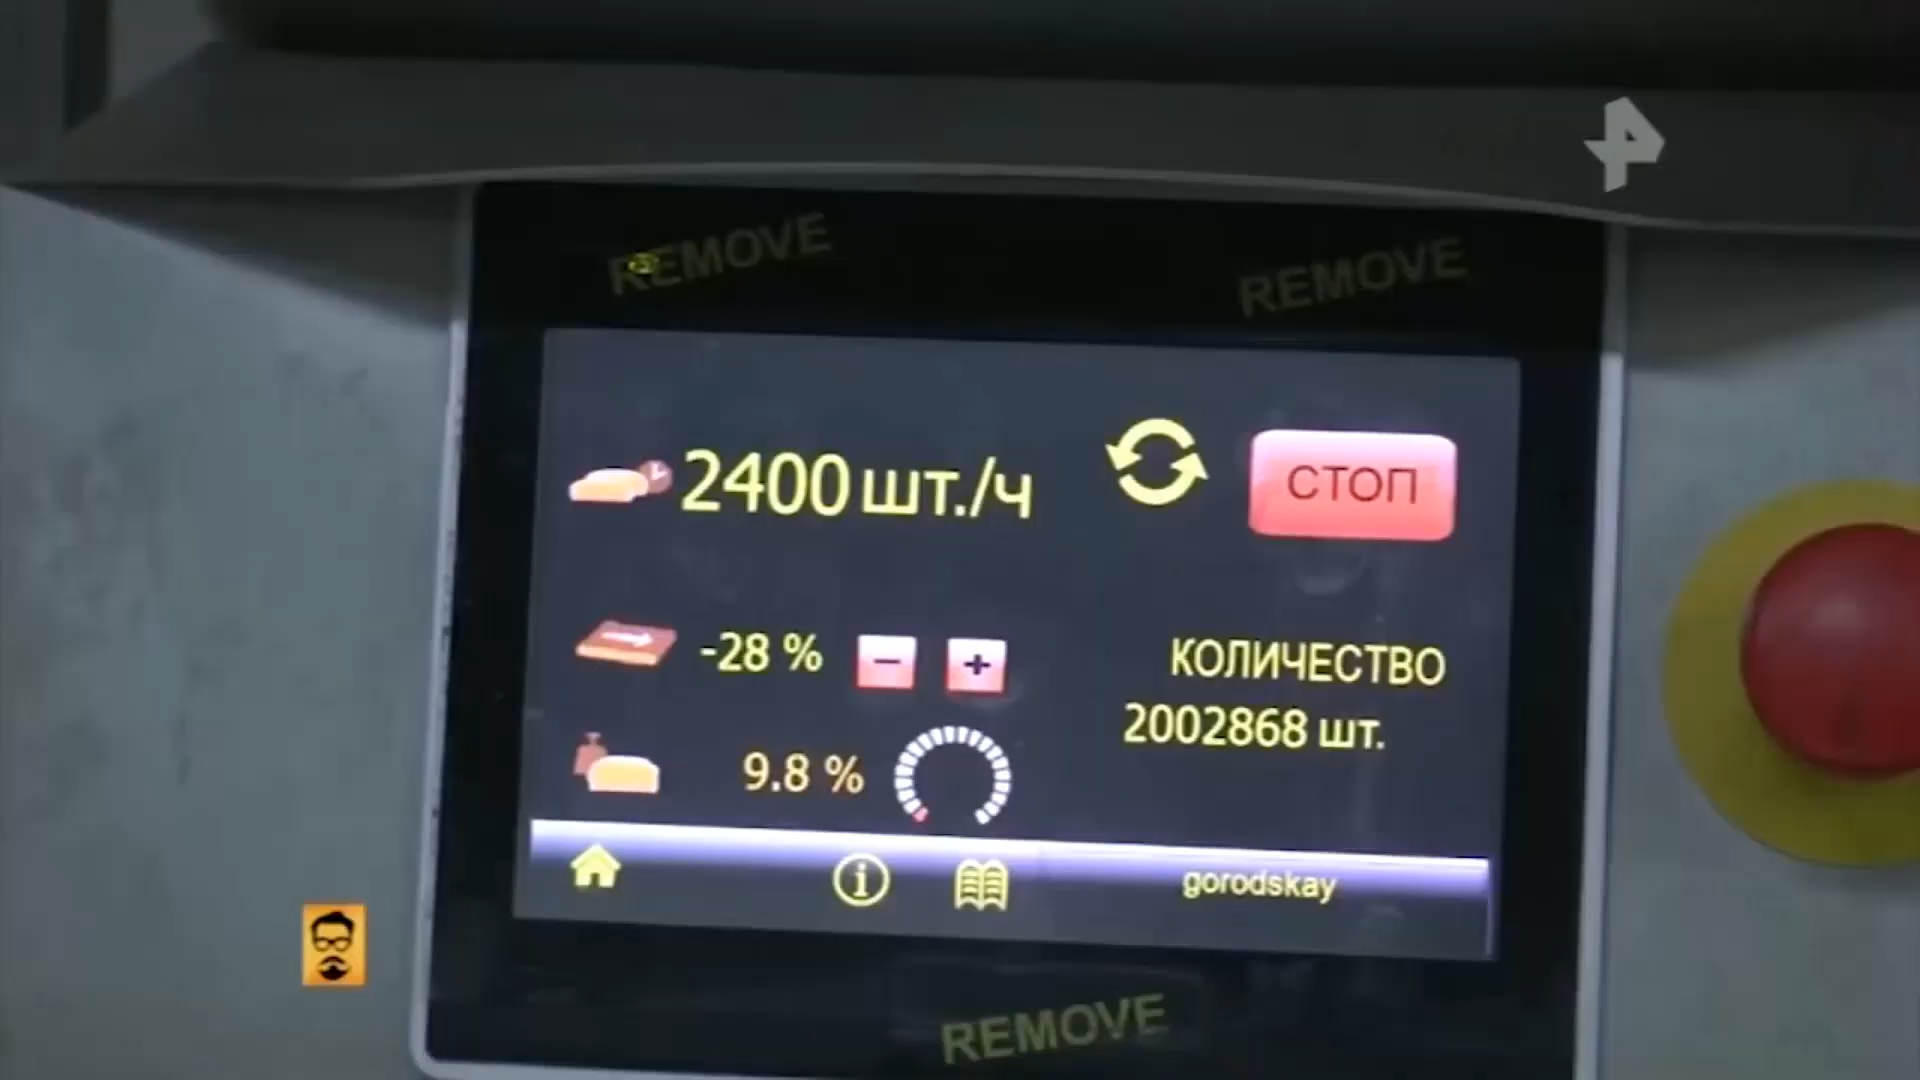 REMOVE
REMOVE
2400 шт./ч
СТОП
-28 %
- +
КОЛИЧЕСТВО
2002868 шт.
9.8 %
i
gorodskay
REMOVE